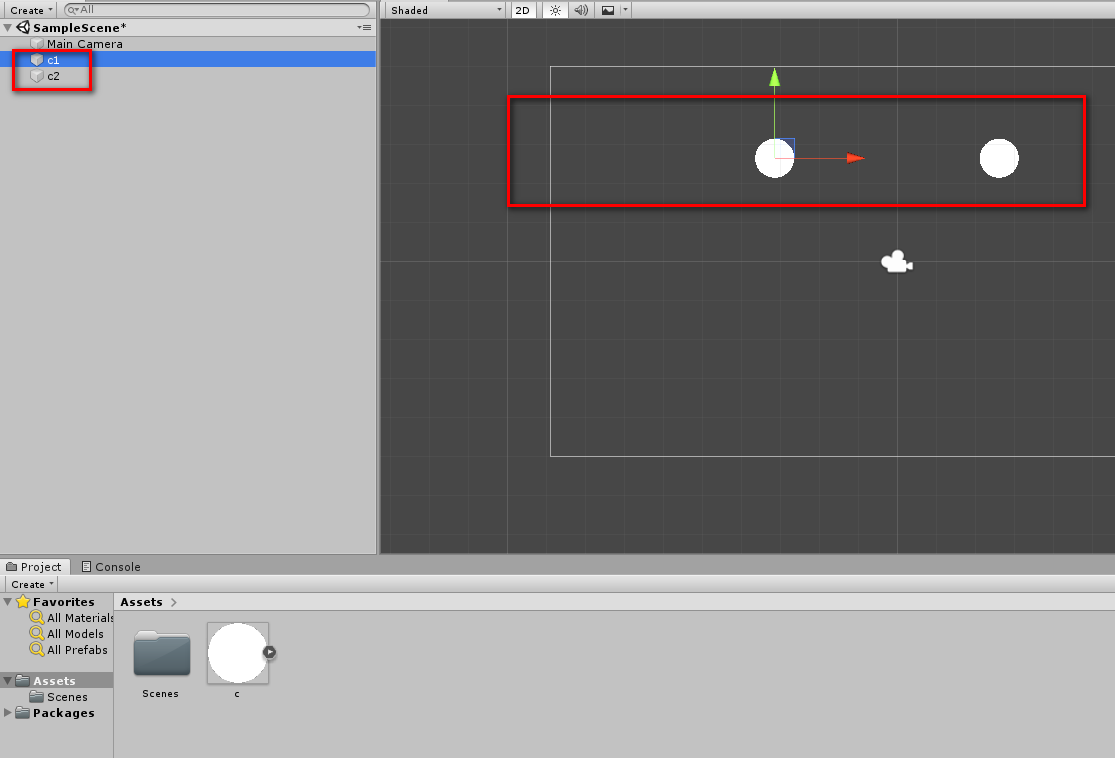 Create
All
Shaded
2D
SampleScene*
Main Camera
c1
c2
Project
Console
Create
Favorites
All Materials
All Models
All Prefabs
Assets
Scenes
Packages
Assets
Scenes
c